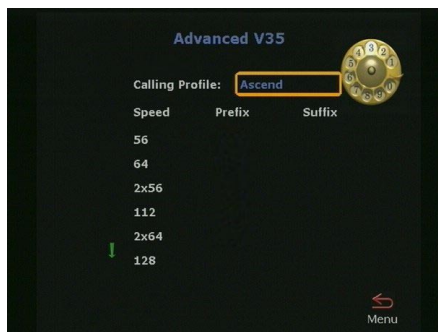 Advanced V35
Calling Profile: Ascend
Speed Prefix Suffix
56
64
2x56
112
2x64
128
Menu